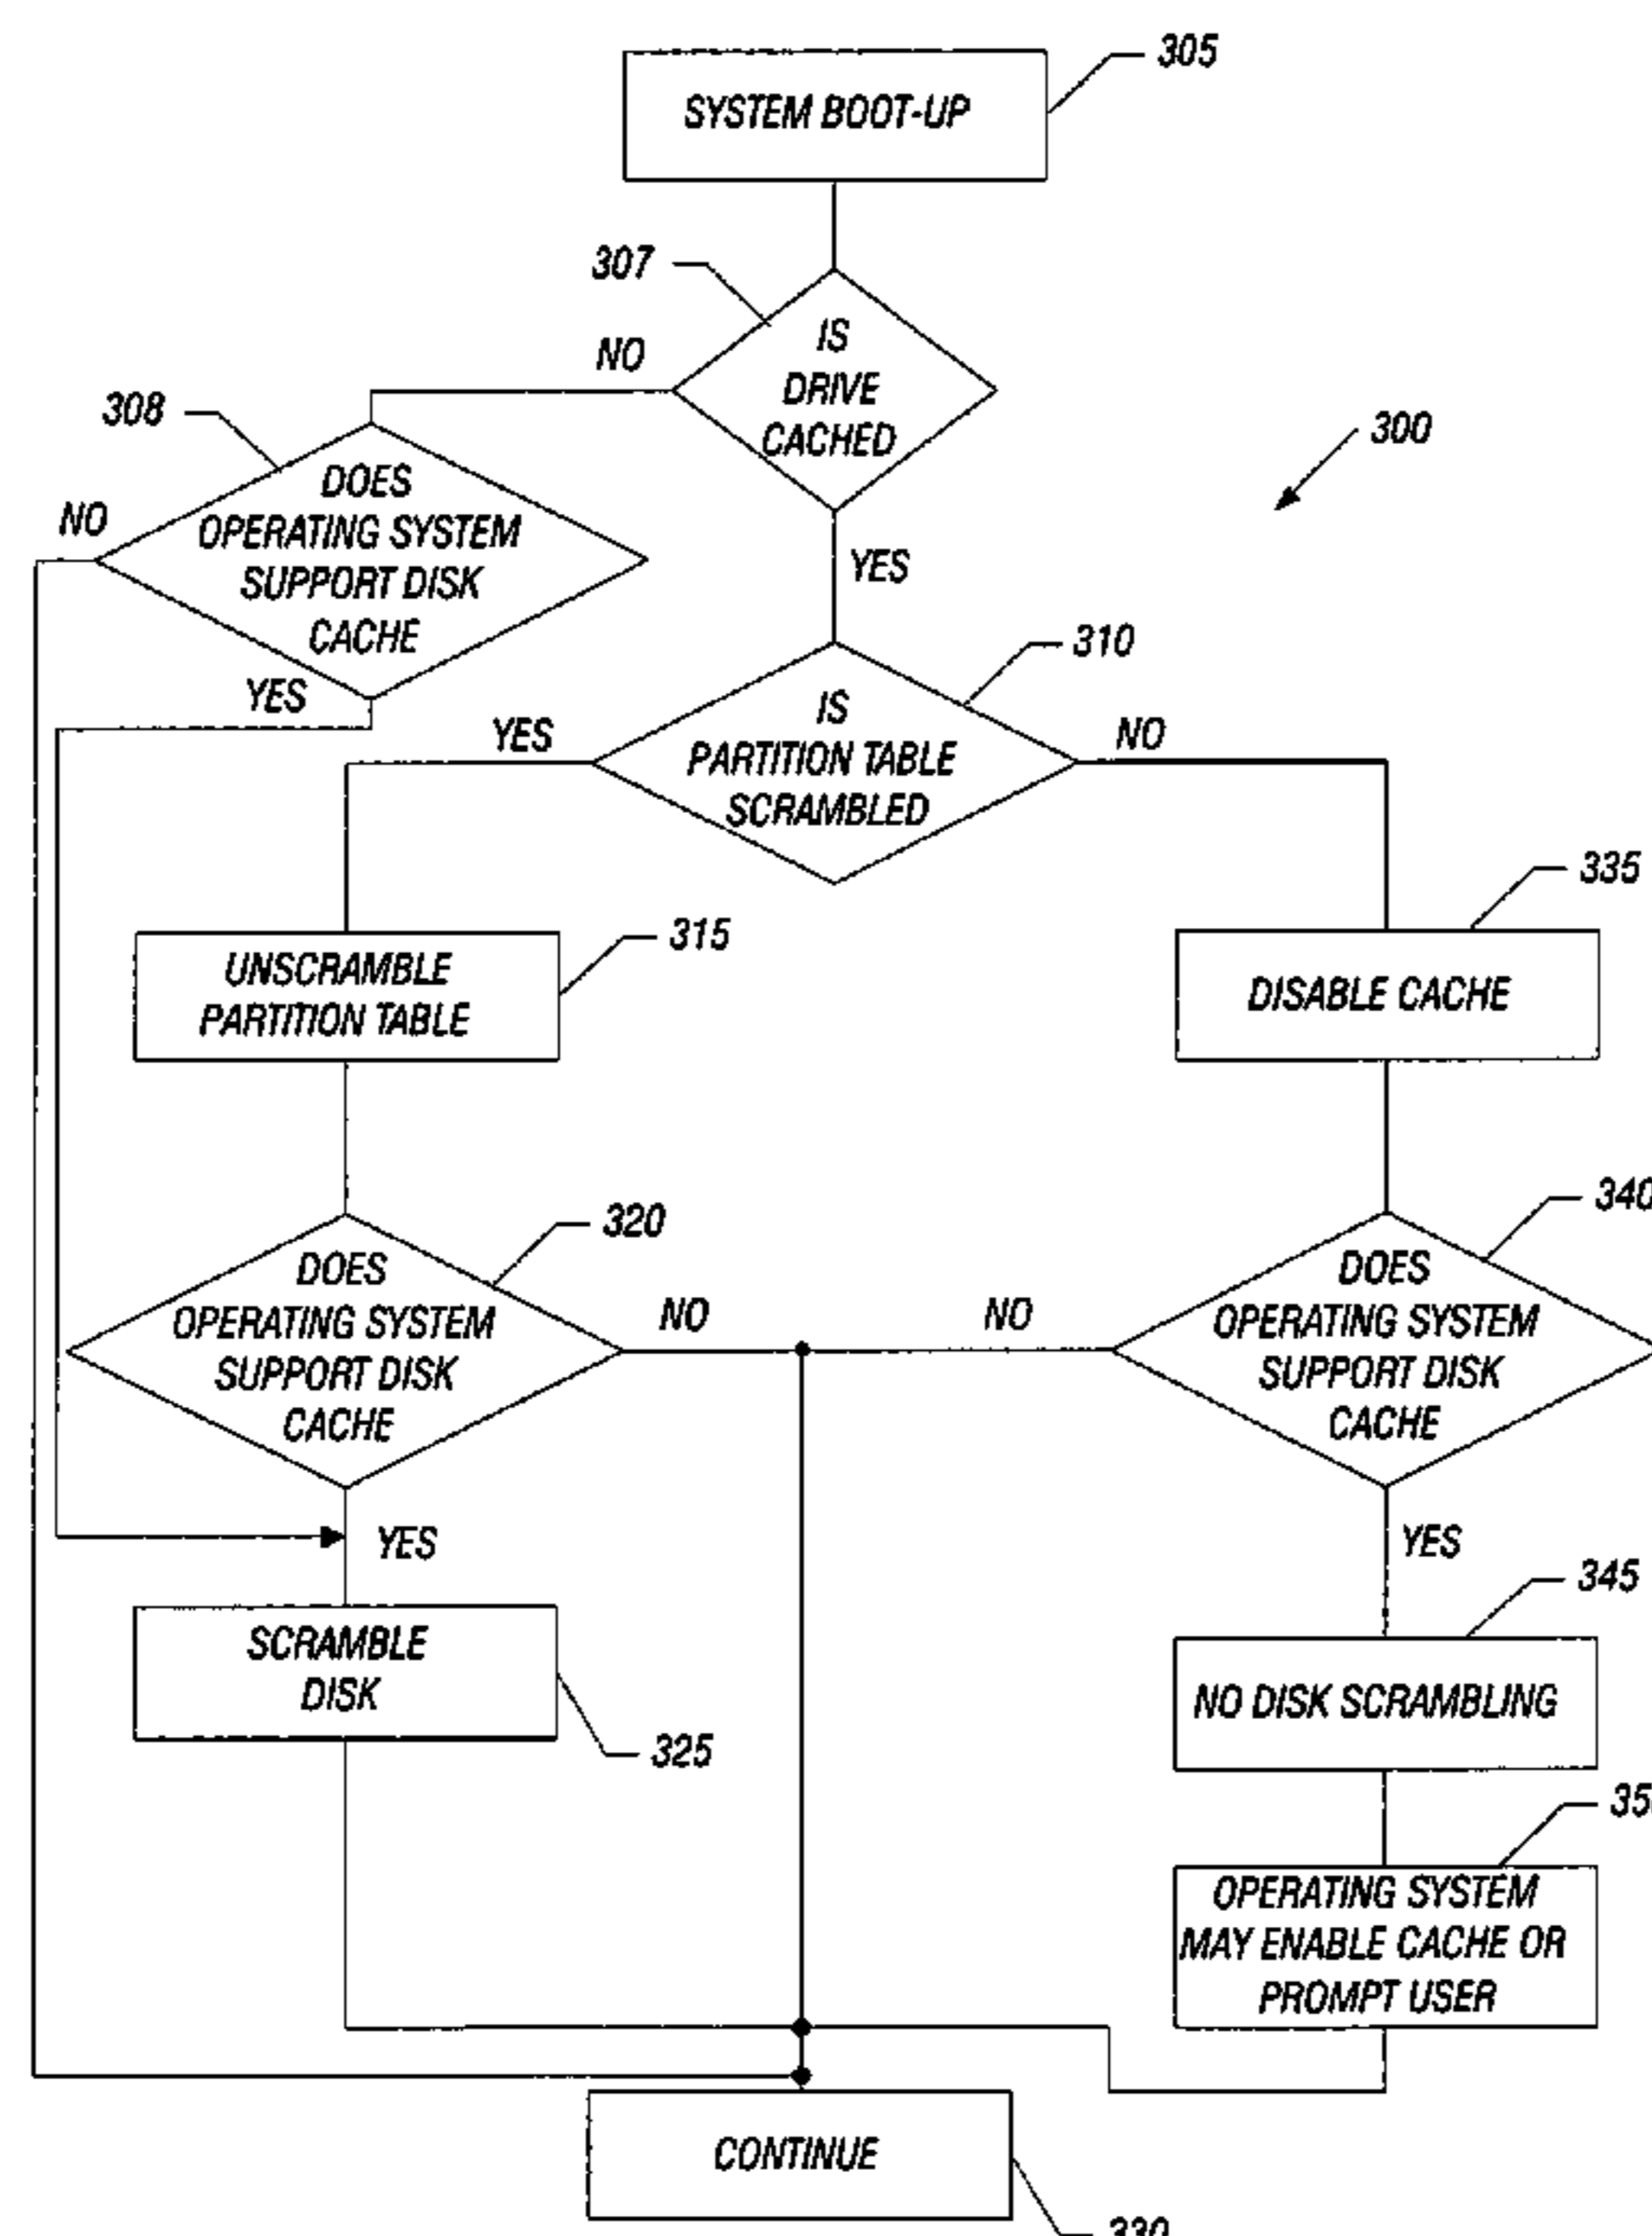 305
SYSTEM BOOT-UP
307
IS
DRIVE
CACHED
NO
308
300
DOES
OPERATING SYSTEM
SUPPORT DISK
CACHE
NO
YES
310
YES
IS
PARTITION TABLE
SCRAMBLED
YES
NO
335
315
UNSCRAMBLE
PARTITION TABLE
DISABLE CACHE
320
340
DOES
OPERATING SYSTEM
SUPPORT DISK
CACHE
NO
NO
DOES
OPERATING SYSTEM
SUPPORT DISK
CACHE
YES
YES
345
SCRAMBLE
DISK
325
NO DISK SCRAMBLING
35
OPERATING SYSTEM
MAY ENABLE CACHE OR
PROMPT USER
CONTINUE
330